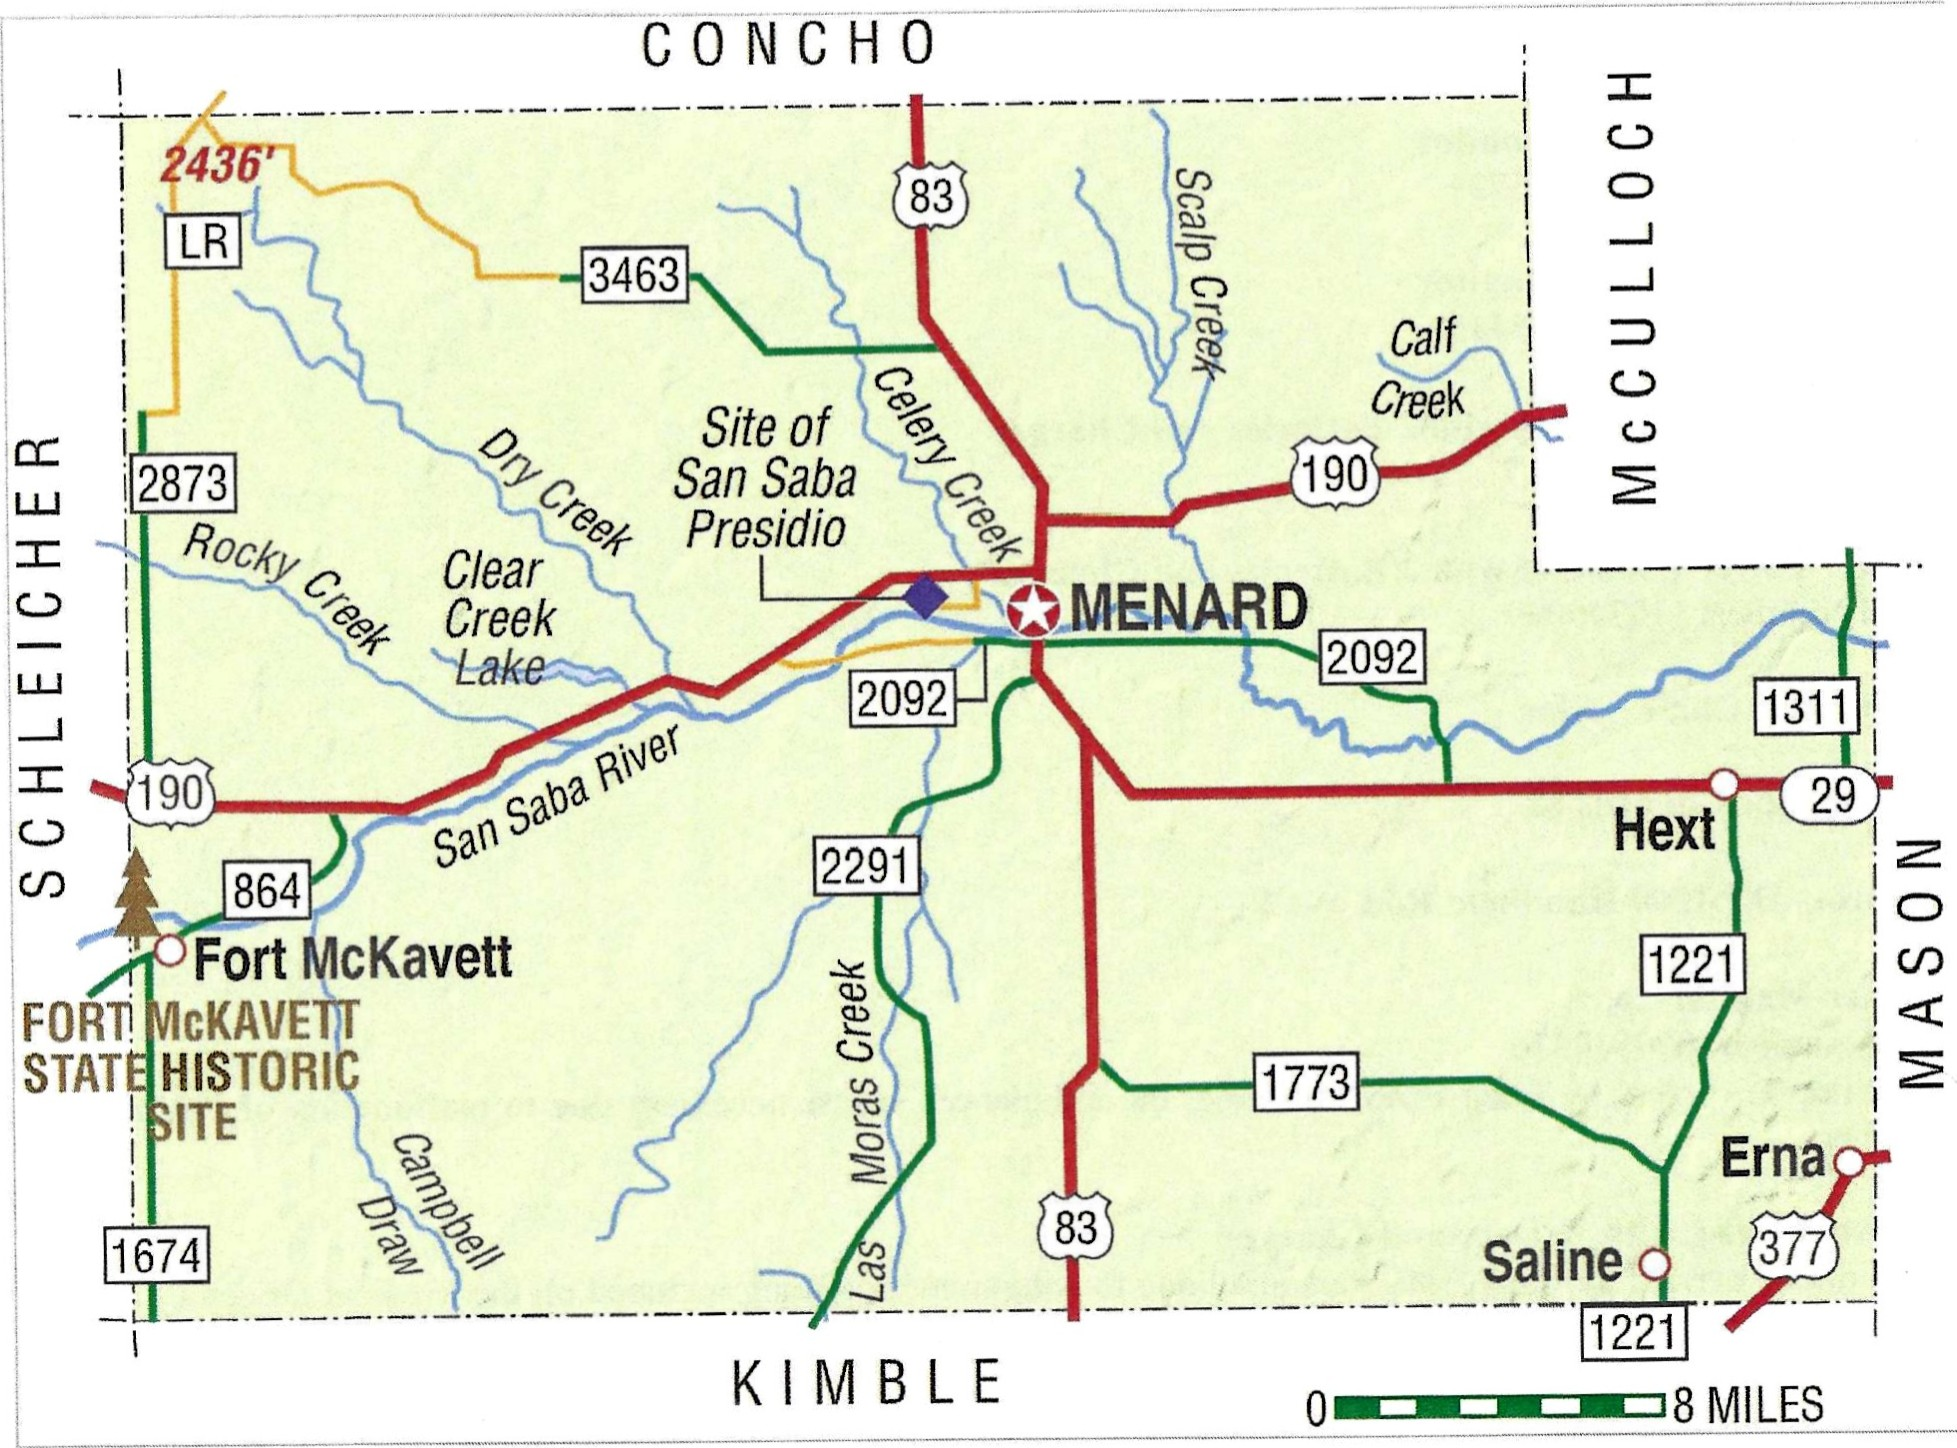 CONCHO
McCULLOCH
2436'
LR
83
3463
Scalp Creek
Calf
Creek
Celery Creek
Site of
San Saba
Presidio
190
SCHLEICHER
2873
Dry Creek
Rocky Creek
Clear
Creek
Lake
MENARD
2092
2092
1311
190
San Saba River
29
Hext
864
2291
Fort McKavett
FORT McKAVETT
STATE HISTORIC
SITE
1221
MASON
Las Moras Creek
1773
Campbell
Draw
Erna
83
377
1674
Saline
1221
KIMBLE
0 8 MILES